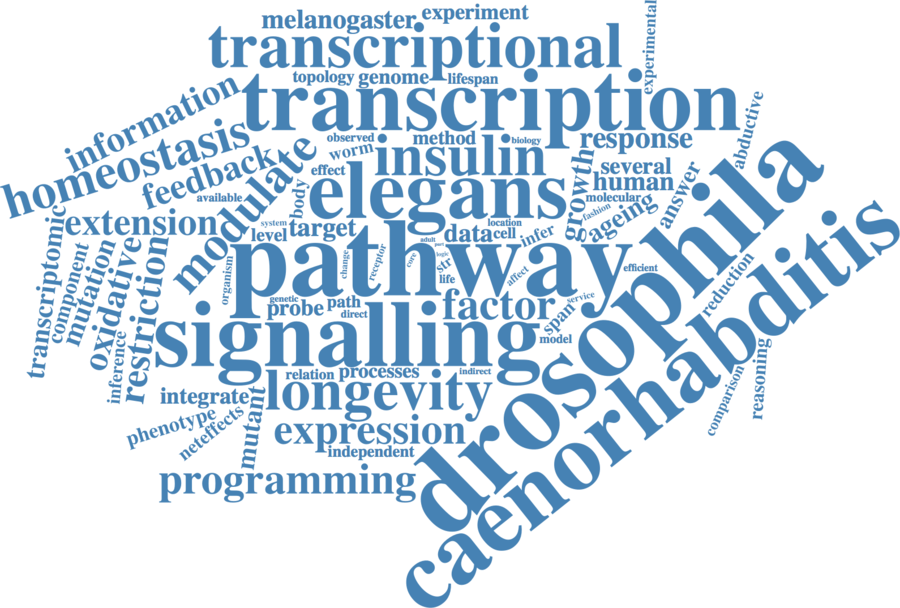 experiment
melanogaster
experimental
transcriptional
topology
genome
lifespan
transcription
information
abductive
observed
method
biology
response
homeostasis
worm
insulin
feedback
modulate
effect
several
human
growth
molecular
answer
drosophila
available
body
elegans
fashion
ageing
extension
system
level
target
location
data
cell
infer
caenorhabditis
transcriptomic
component
mutation
oxidative
restriction
pathway
adult
part
logic
core
str
receptor
change
organism
life
affect
efficient
reduction
genetic
probe
path
direct
factor
span
service
signalling
model
inference
relation
processes
indirect
reasoning
comparison
integrate
longevity
phenotype
neteffects
mutant
expression
independent
programming